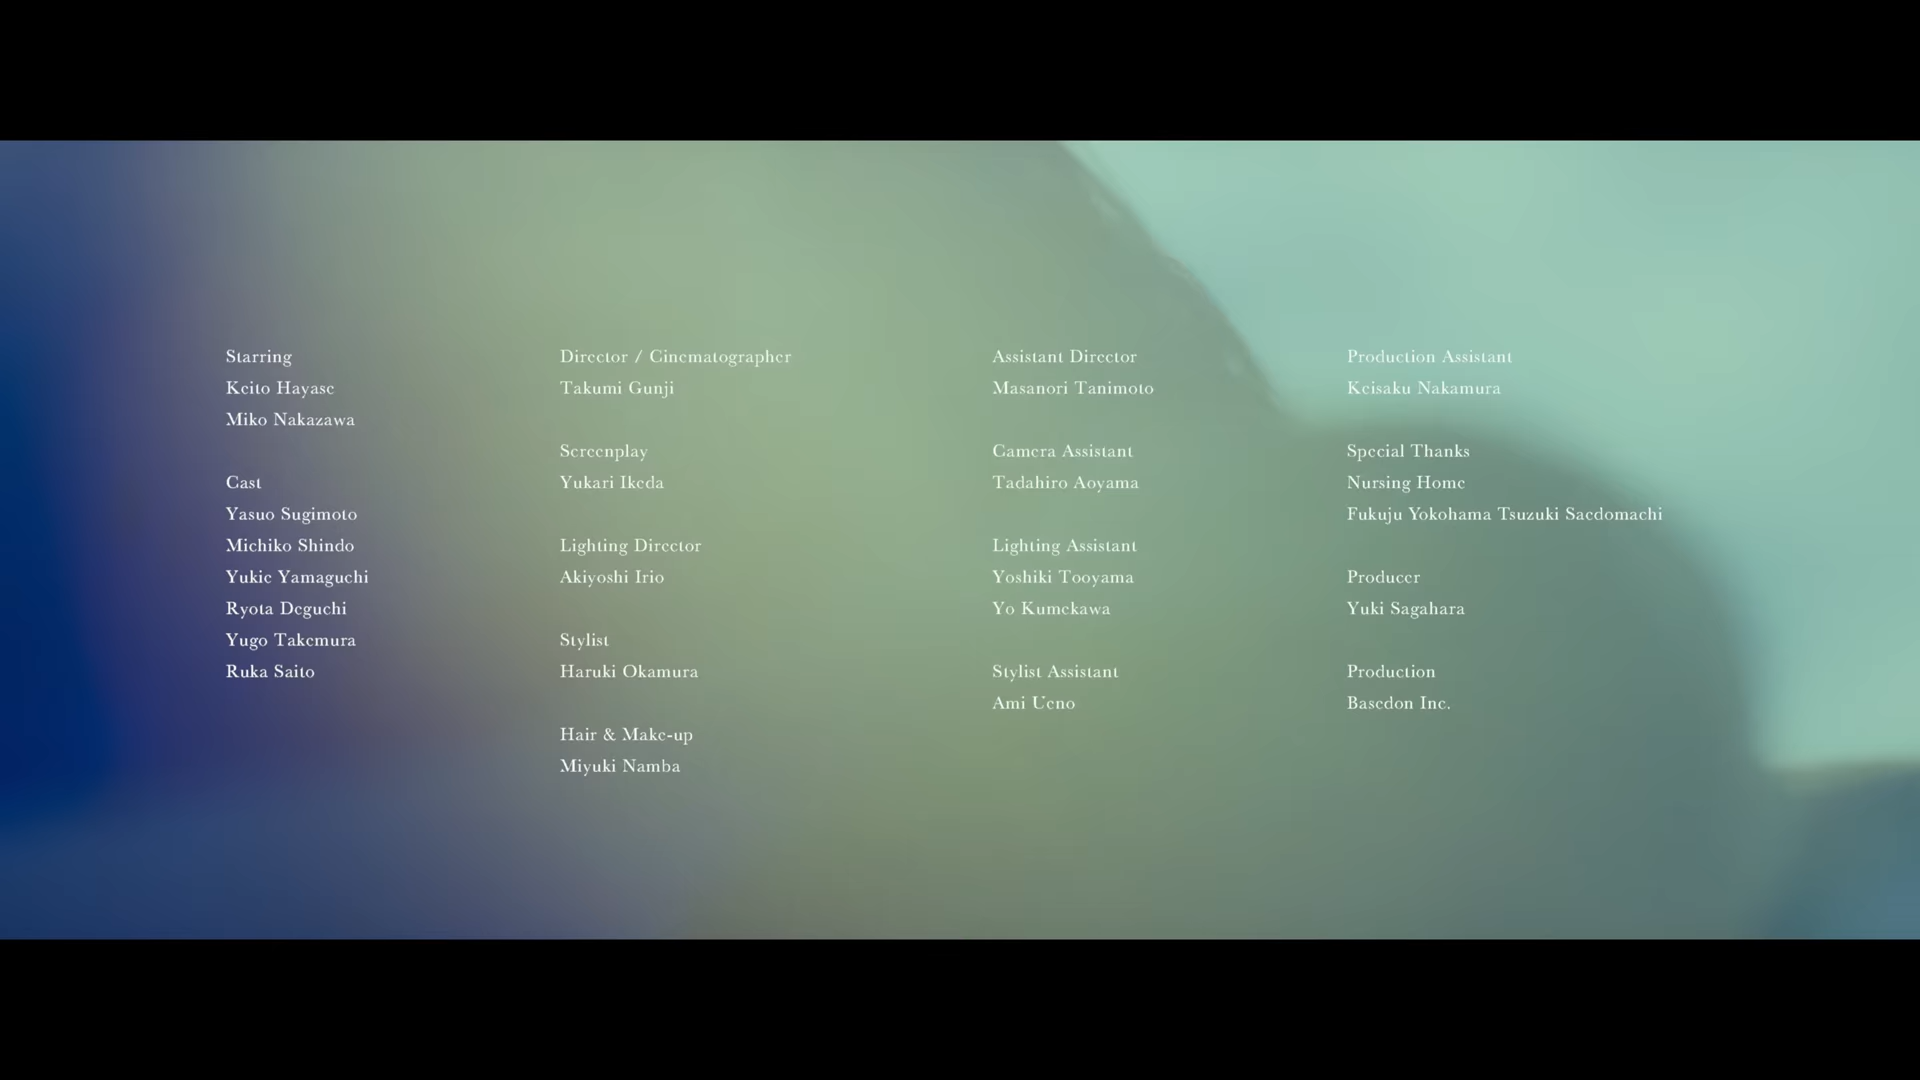 Starring
Keito Hayase
Miko Nakazawa
Cast
Yasuo Sugimoto
Michiko Shindo
Yukie Yamaguchi
Ryota Deguchi
Yugo Takemura
Ruka Saito
Director / Cinematographer
Takumi Gunji
Screenplay
Yukari Ikeda
Lighting Director
Akiyoshi Irio
Stylist
Haruki Okamura
Hair & Make-up
Miyuki Namba
Assistant Director
Masanori Tanimoto
Camera Assistant
Tadahiro Aoyama
Lighting Assistant
Yoshiki Tooyama
Yo Kumekawa
Stylist Assistant
Ami Ueno
Production Assistant
Keisaku Nakamura
Special Thanks
Nursing Home
Fukuju Yokohama Tsuzuki Saedomachi
Producer
Yuki Sagahara
Production
Basedon Inc.